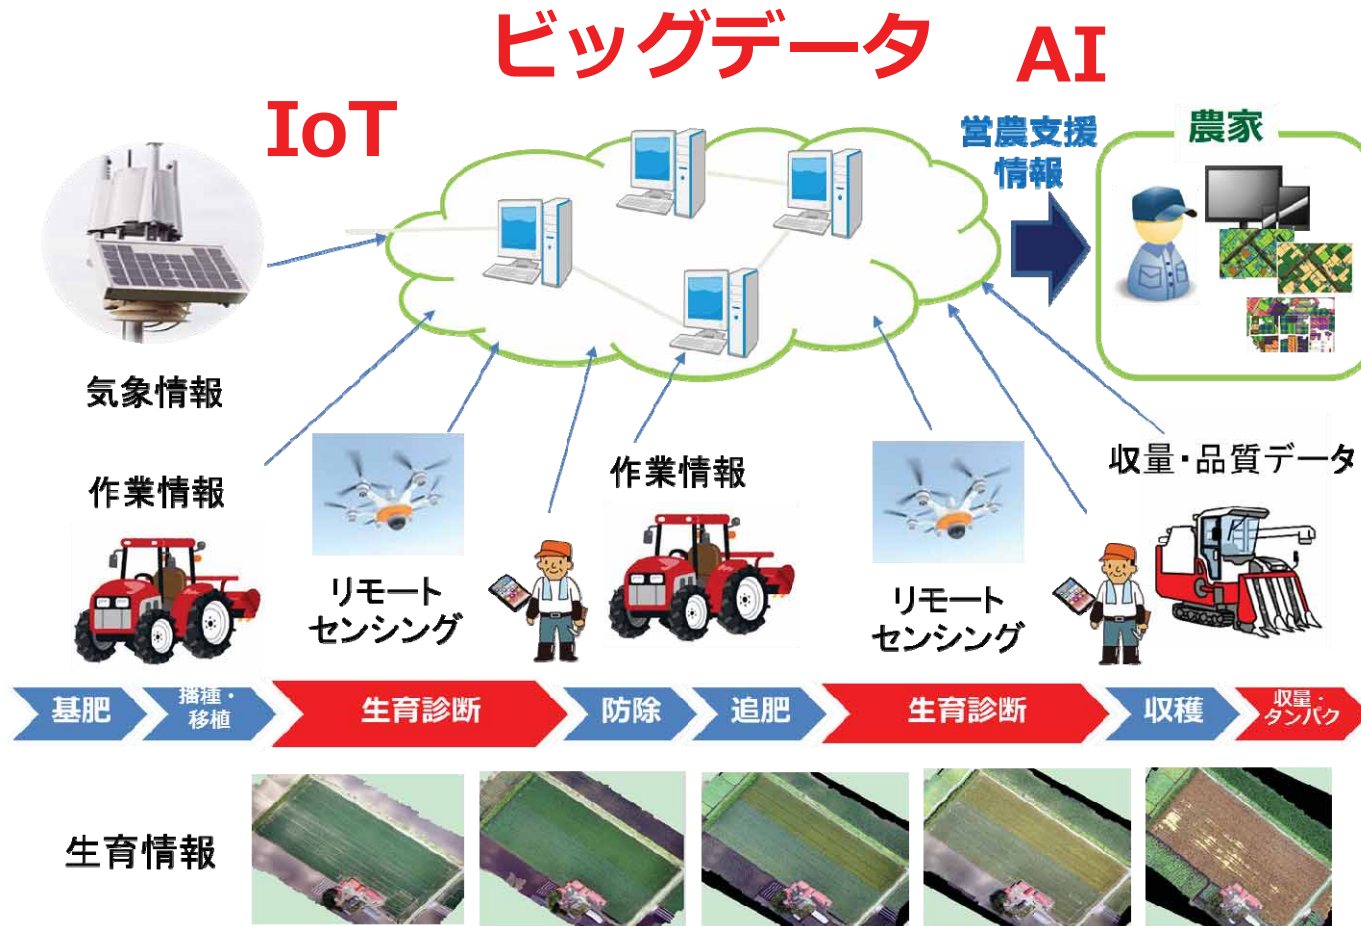 ビッグデータ
AI
IoT
営農支援
情報
農家
気象情報
作業情報
リモート
センシング
作業情報
リモート
センシング
収量・品質データ
基肥
播種・
移植
生育診断
防除
追肥
生育診断
収穫
収量・
タンパク
生育情報